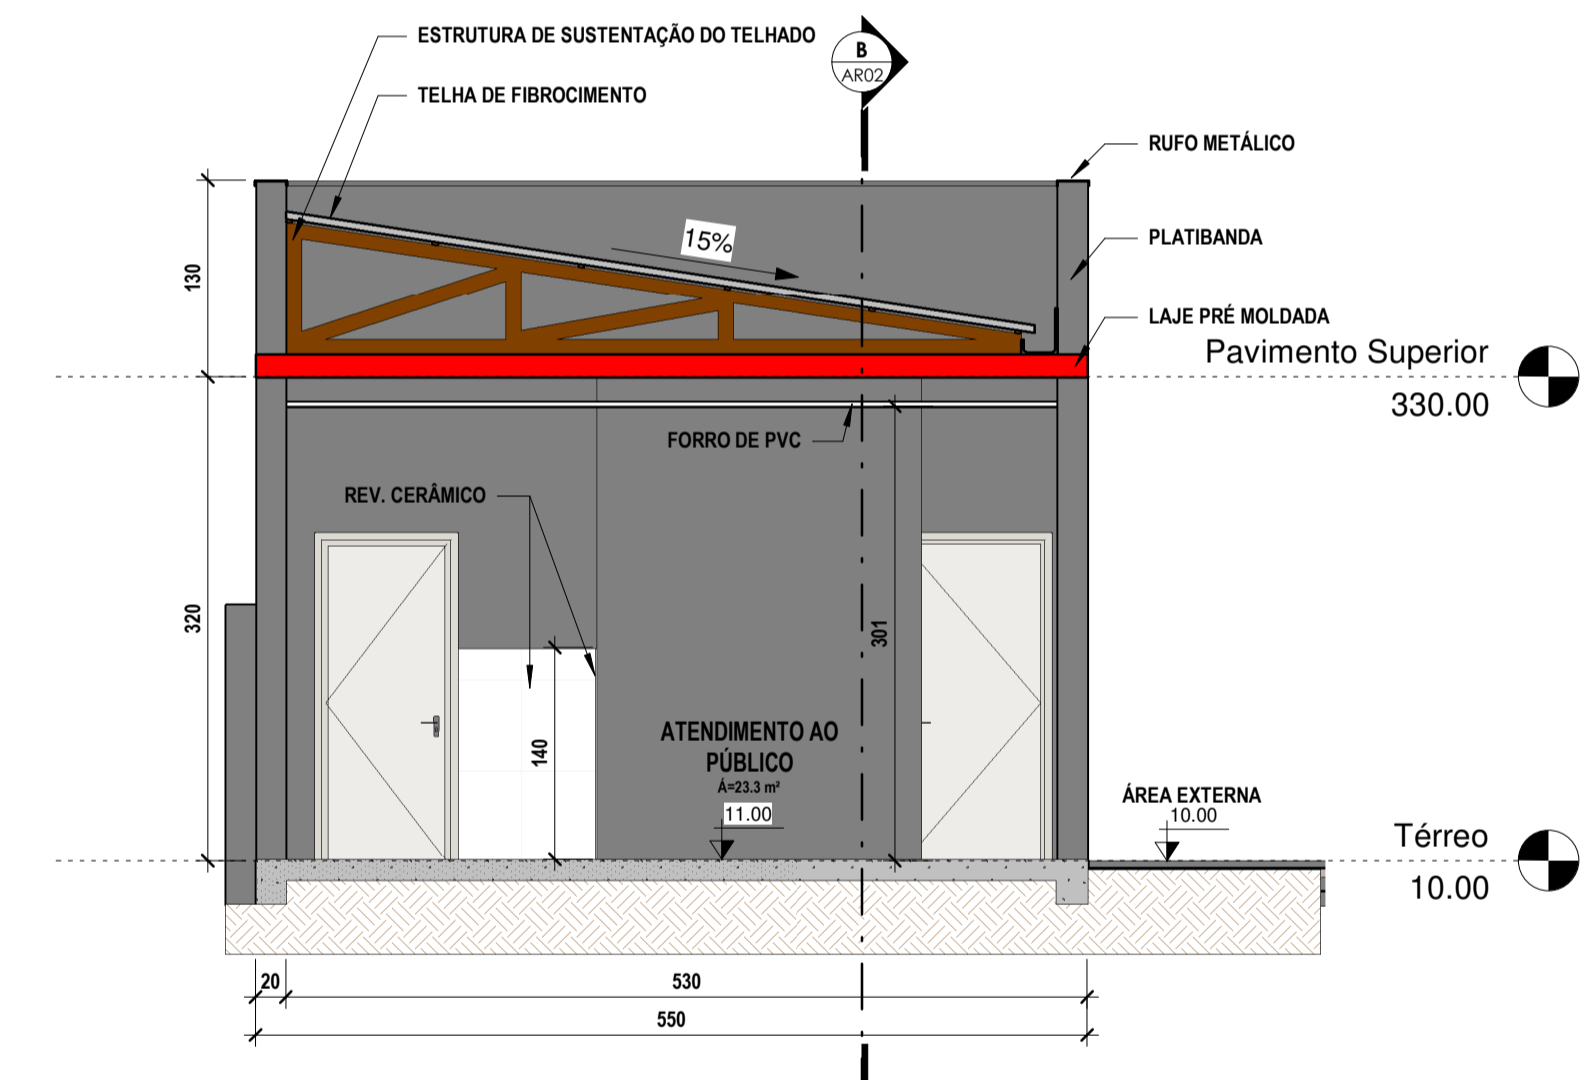 ESTRUTURA DE SUSTENTAÇÃO DO TELHADO
B
AR02
TELHA DE FIBROCIMENTO
RUFO METÁLICO
15%
PLATIBANDA
130
LAJE PRÉ MOLDADA
Pavimento Superior
330.00
FORRO DE PVC
REV. CERÂMICO
320
301
140
ATENDIMENTO AO
PÚBLICO
Á=23.3 m²
11.00
ÁREA EXTERNA
10.00
Térreo
10.00
20
530
550